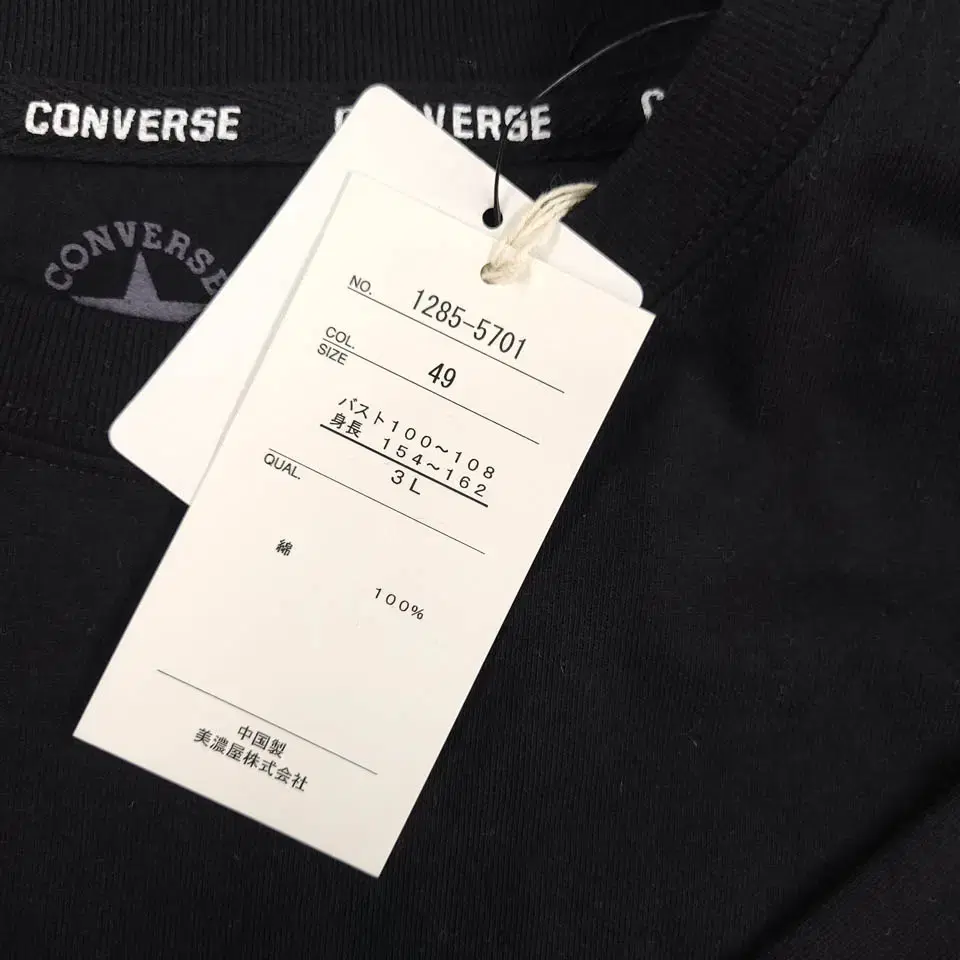 CONVERSE
VERSE
CONVERSE
NO. 1285-5701
COL. 49
SIZE
バスト100〜108
身長 154〜162
3L
QUAL.
綿
100%
中国製
美濃屋株式会社